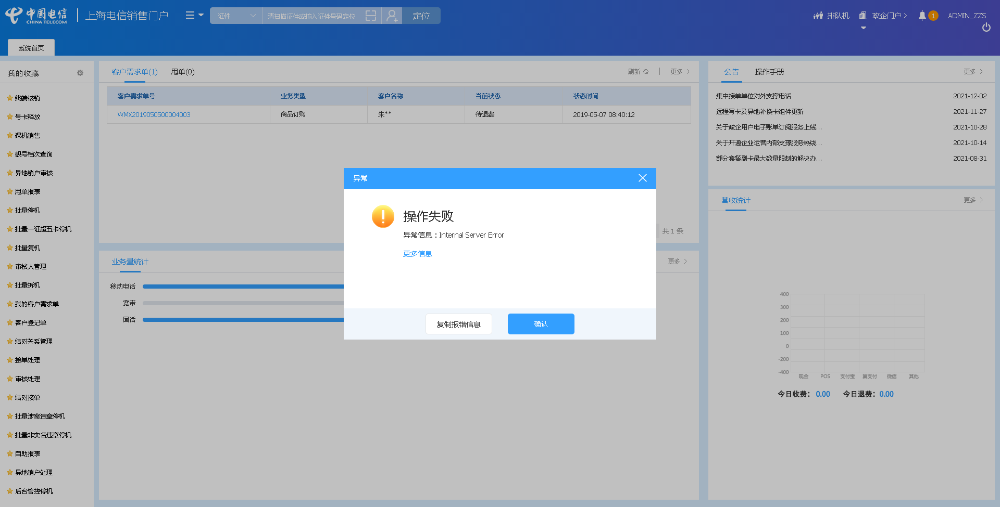 中国电信
CHINA TELECOM
上海电信销售门户
证件
请扫描证件或输入证件号码定位
定位
排队机
政企门户
1
ADMIN_ZZS
系统首页
我的收藏
终端核销
号卡释放
裸机销售
靓号档次查询
异地销户审核
甩单报表
批量停机
批量一证超五卡停机
批量复机
审核人管理
批量拆机
我的客户需求单
客户登记单
结对关系管理
接单处理
审核处理
结对接单
批量涉案违章停机
批量非实名违章停机
自助报表
异地销户处理
后台管控停机
客户需求单(1)
甩单(0)
刷新
更多
客户需求单号 业务类型 客户名称 当前状态 状态时间
WMX2019050500004003 商品订购 朱** 待退费 2019-05-07 08:40:12
共 1 条
业务量统计
更多
移动电话
宽带
固话
异常
操作失败
异常信息：Internal Server Error
更多信息
复制报错信息
确认
公告
操作手册
更多
集中接单单位对外支撑电话 2021-12-02
远程写卡及异地补换卡组件更新 2021-11-27
关于政企用户电子账单订阅服务上线... 2021-10-28
关于开通企业运营内部支撑服务热线... 2021-10-14
部分套餐副卡最大数量限制的解决办... 2021-08-31
营收统计
更多
400
300
200
100
0
-200
-400
现金 POS 支付宝 翼支付 微信 其他
今日收费： 0.00 今日退费： 0.00